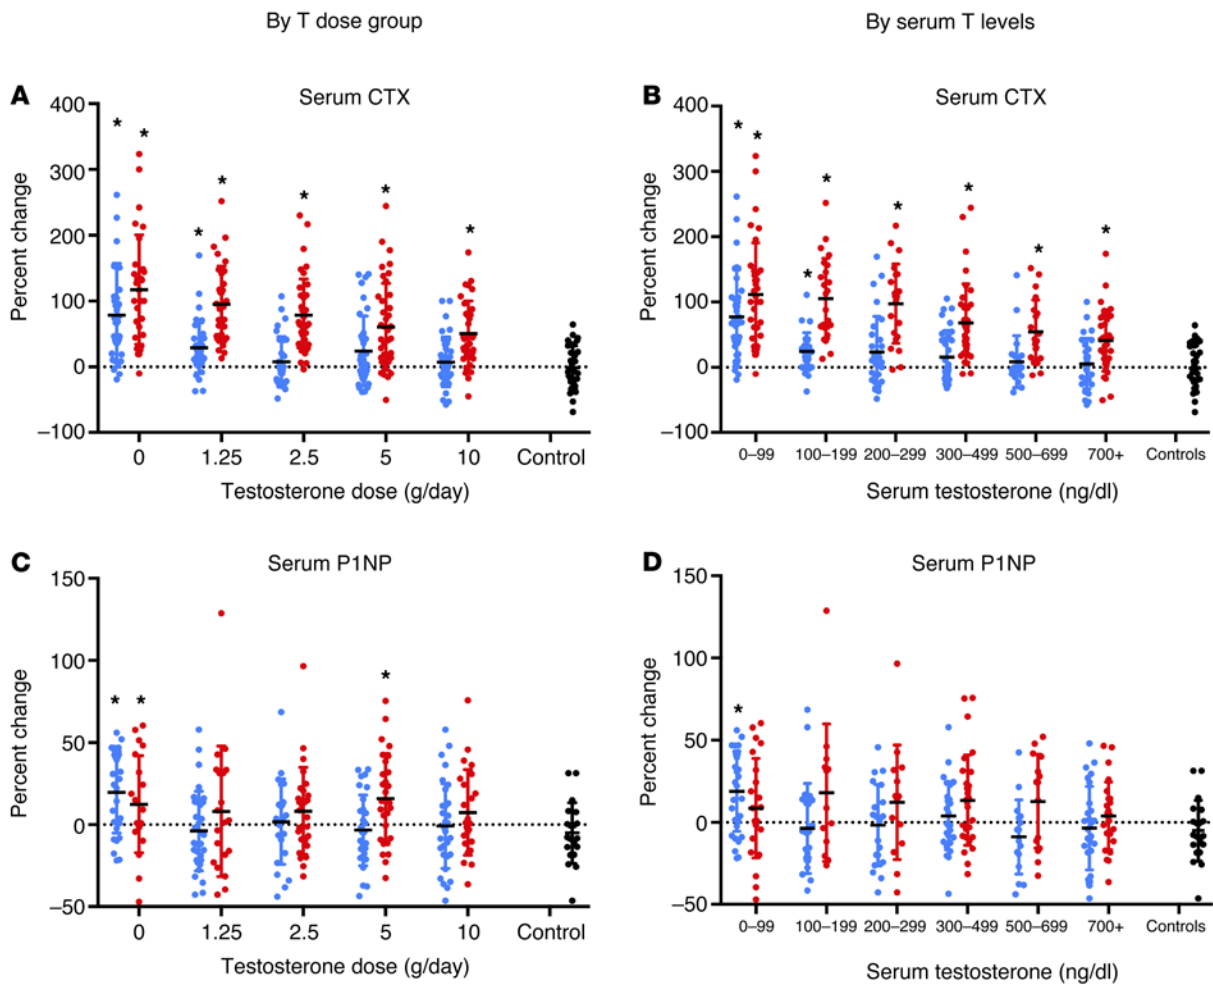 By T dose group
By serum T levels
A
Serum CTX
400
300
200
100
0
–100
Percent change
* * * * * * *
0 1.25 2.5 5 10 Control
Testosterone dose (g/day)
B
Serum CTX
400
300
200
100
0
–100
Percent change
* * * * * * * *
0–99 100–199 200–299 300–499 500–699 700+ Controls
Serum testosterone (ng/dl)
C
Serum P1NP
150
100
50
0
–50
Percent change
* * *
0 1.25 2.5 5 10 Control
Testosterone dose (g/day)
D
Serum P1NP
150
100
50
0
–50
Percent change
*
0–99 100–199 200–299 300–499 500–699 700+ Controls
Serum testosterone (ng/dl)